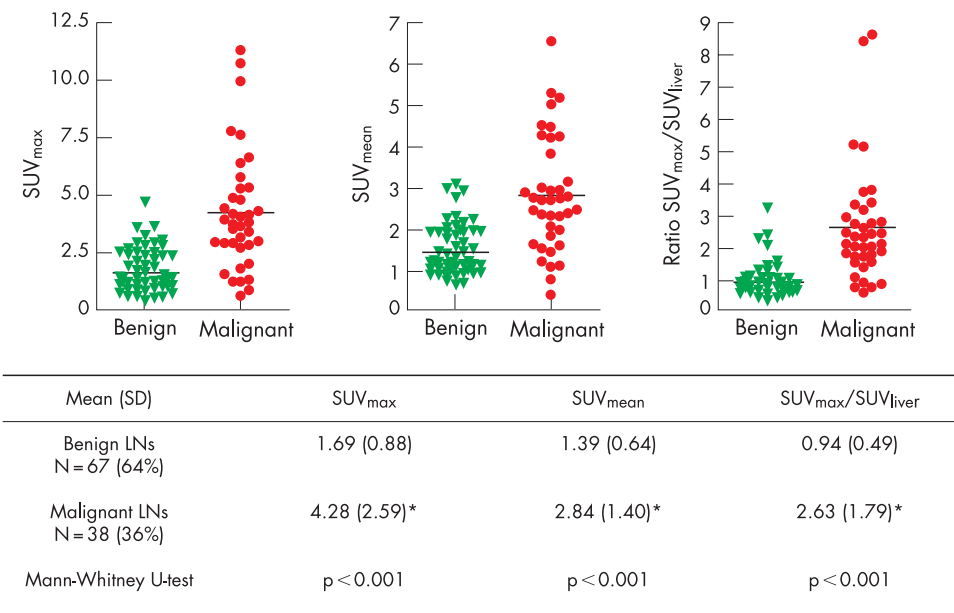 SUVmax
12.5
10.0
7.5
5.0
2.5
0
Benign Malignant
SUVmean
7
6
5
4
3
2
1
0
Benign Malignant
Ratio SUVmax/SUVliver
9
8
7
6
5
4
3
2
1
0
Benign Malignant
Mean (SD) SUVmax SUVmean SUVmax/SUVliver
Benign LNs 1.69 (0.88) 1.39 (0.64) 0.94 (0.49)
N=67 (64%)
Malignant LNs 4.28 (2.59)* 2.84 (1.40)* 2.63 (1.79)*
N=38 (36%)
Mann-Whitney U-test p<0.001 p<0.001 p<0.001